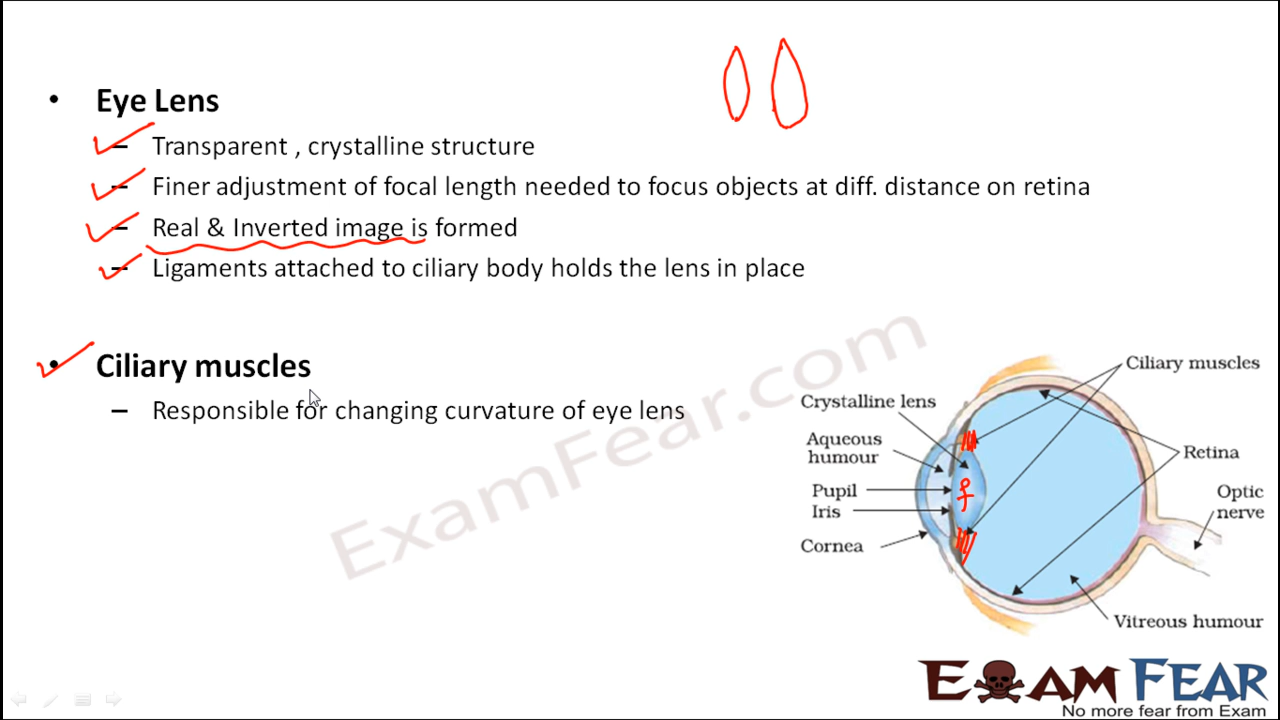 • Eye Lens
– Transparent , crystalline structure
– Finer adjustment of focal length needed to focus objects at diff. distance on retina
– Real & Inverted image is formed
– Ligaments attached to ciliary body holds the lens in place
• Ciliary muscles
– Responsible for changing curvature of eye lens
ExamFear.com
Ciliary muscles
Crystalline lens
Aqueous
humour
Pupil
Iris
Cornea
Retina
Optic
nerve
Vitreous humour
EXAM FEAR
No more fear from Exam